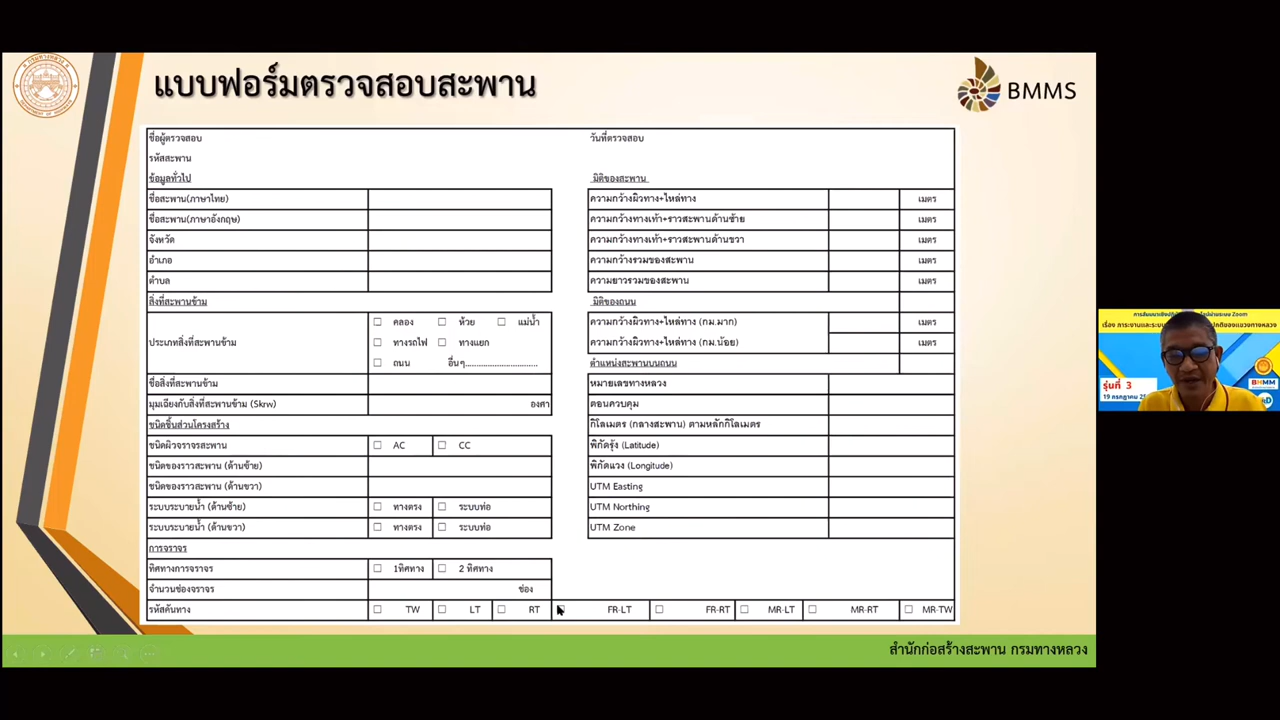 แบบฟอร์มตรวจสอบสะพาน
BMMS
ชื่อผู้ตรวจสอบ
วันที่ตรวจสอบ
รหัสสะพาน
ข้อมูลทั่วไป
ชื่อสะพาน(ภาษาไทย)
ชื่อสะพาน(ภาษาอังกฤษ)
จังหวัด
อำเภอ
ตำบล
สิ่งที่สะพานข้าม
ประเภทสิ่งที่สะพานข้าม
คลอง ห้วย แม่น้ำ
ทางรถไฟ ทางแยก
ถนน อื่นๆ................................
ชื่อสิ่งที่สะพานข้าม
มุมเฉียงกับสิ่งที่สะพานข้าม (Skrw) องศา
ชนิดชิ้นส่วนโครงสร้าง
ชนิดผิวจราจรสะพาน AC CC
ชนิดของราวสะพาน (ด้านซ้าย)
ชนิดของราวสะพาน (ด้านขวา)
ระบบระบายน้ำ (ด้านซ้าย) ทางตรง ระบบท่อ
ระบบระบายน้ำ (ด้านขวา) ทางตรง ระบบท่อ
การจราจร
ทิศทางการจราจร 1ทิศทาง 2 ทิศทาง
จำนวนช่องจราจร ช่อง
รหัสคันทาง TW LT RT FR-LT FR-RT MR-LT MR-RT MR-TW
มิติของสะพาน
ความกว้างผิวทาง+ไหล่ทาง เมตร
ความกว้างทางเท้า+ราวสะพานด้านซ้าย เมตร
ความกว้างทางเท้า+ราวสะพานด้านขวา เมตร
ความกว้างรวมของสะพาน เมตร
ความยาวรวมของสะพาน เมตร
มิติของถนน
ความกว้างผิวทาง+ไหล่ทาง (กม.มาก) เมตร
ความกว้างผิวทาง+ไหล่ทาง (กม.น้อย) เมตร
ตำแหน่งสะพานบนถนน
หมายเลขทางหลวง
ตอนควบคุม
กิโลเมตร (กลางสะพาน) ตามหลักกิโลเมตร
พิกัดรุ้ง (Latitude)
พิกัดแวง (Longitude)
UTM Easting
UTM Northing
UTM Zone
สำนักก่อสร้างสะพาน กรมทางหลวง
รุ่นที่ 3
19 กรกฎาคม